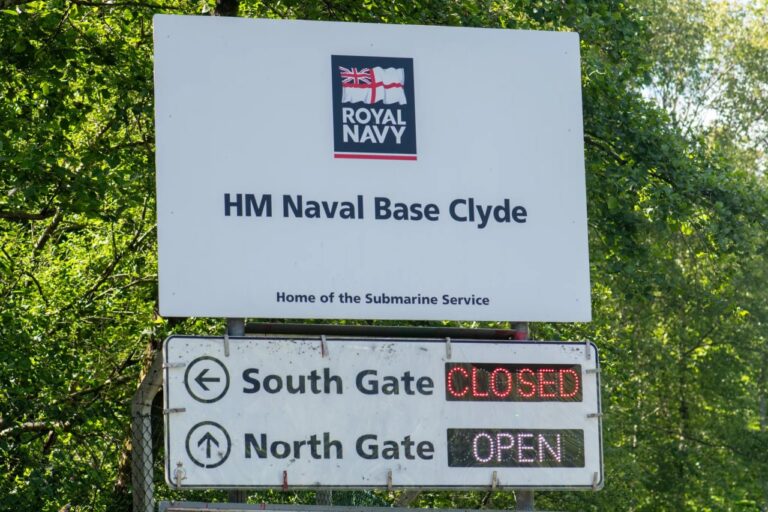 ROYAL
NAVY
HM Naval Base Clyde
Home of the Submarine Service
South Gate CLOSED
North Gate OPEN